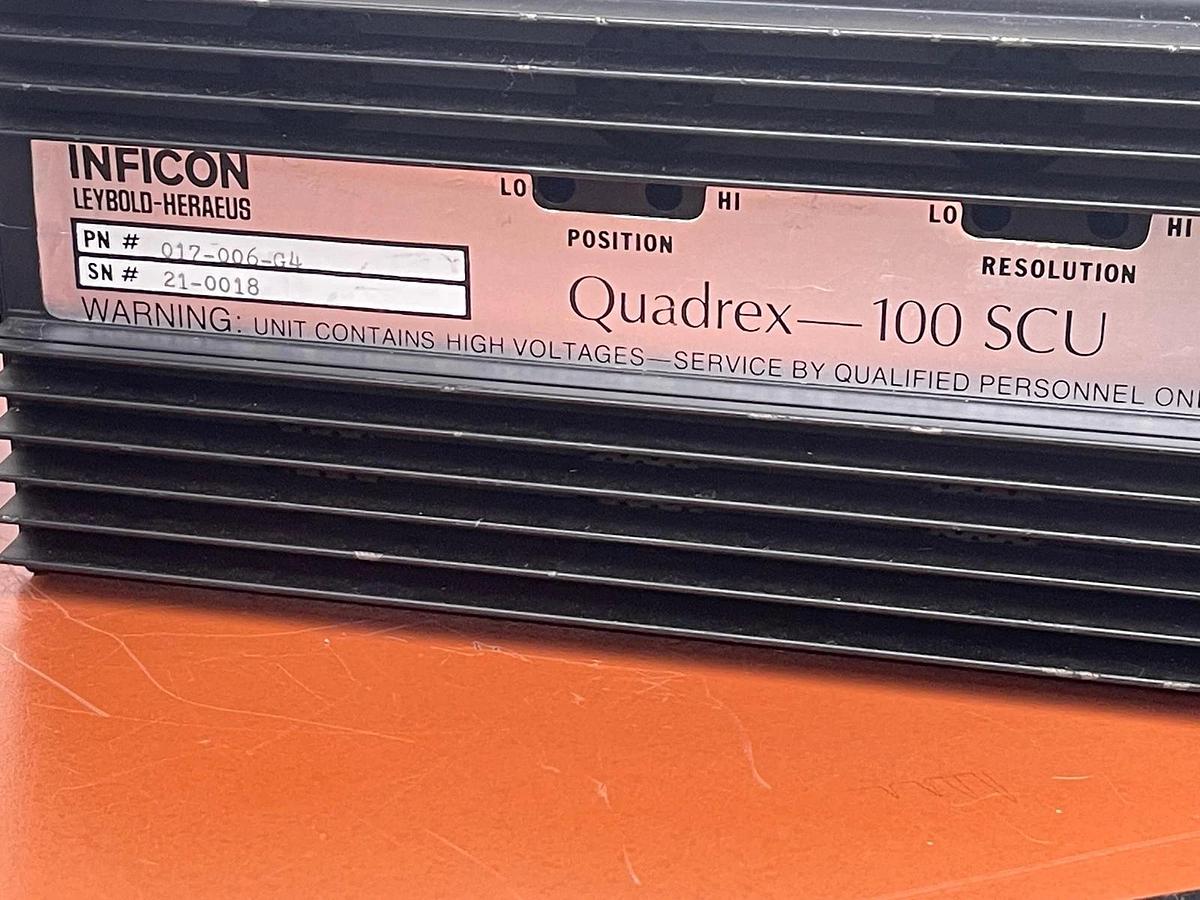 INFICON
LEYBOLD-HERAEUS
PN # 017-006-G4
SN # 21-0018
LO HI
POSITION
LO HI
RESOLUTION
Quadrex—100 SCU
WARNING: UNIT CONTAINS HIGH VOLTAGES—SERVICE BY QUALIFIED PERSONNEL ONL